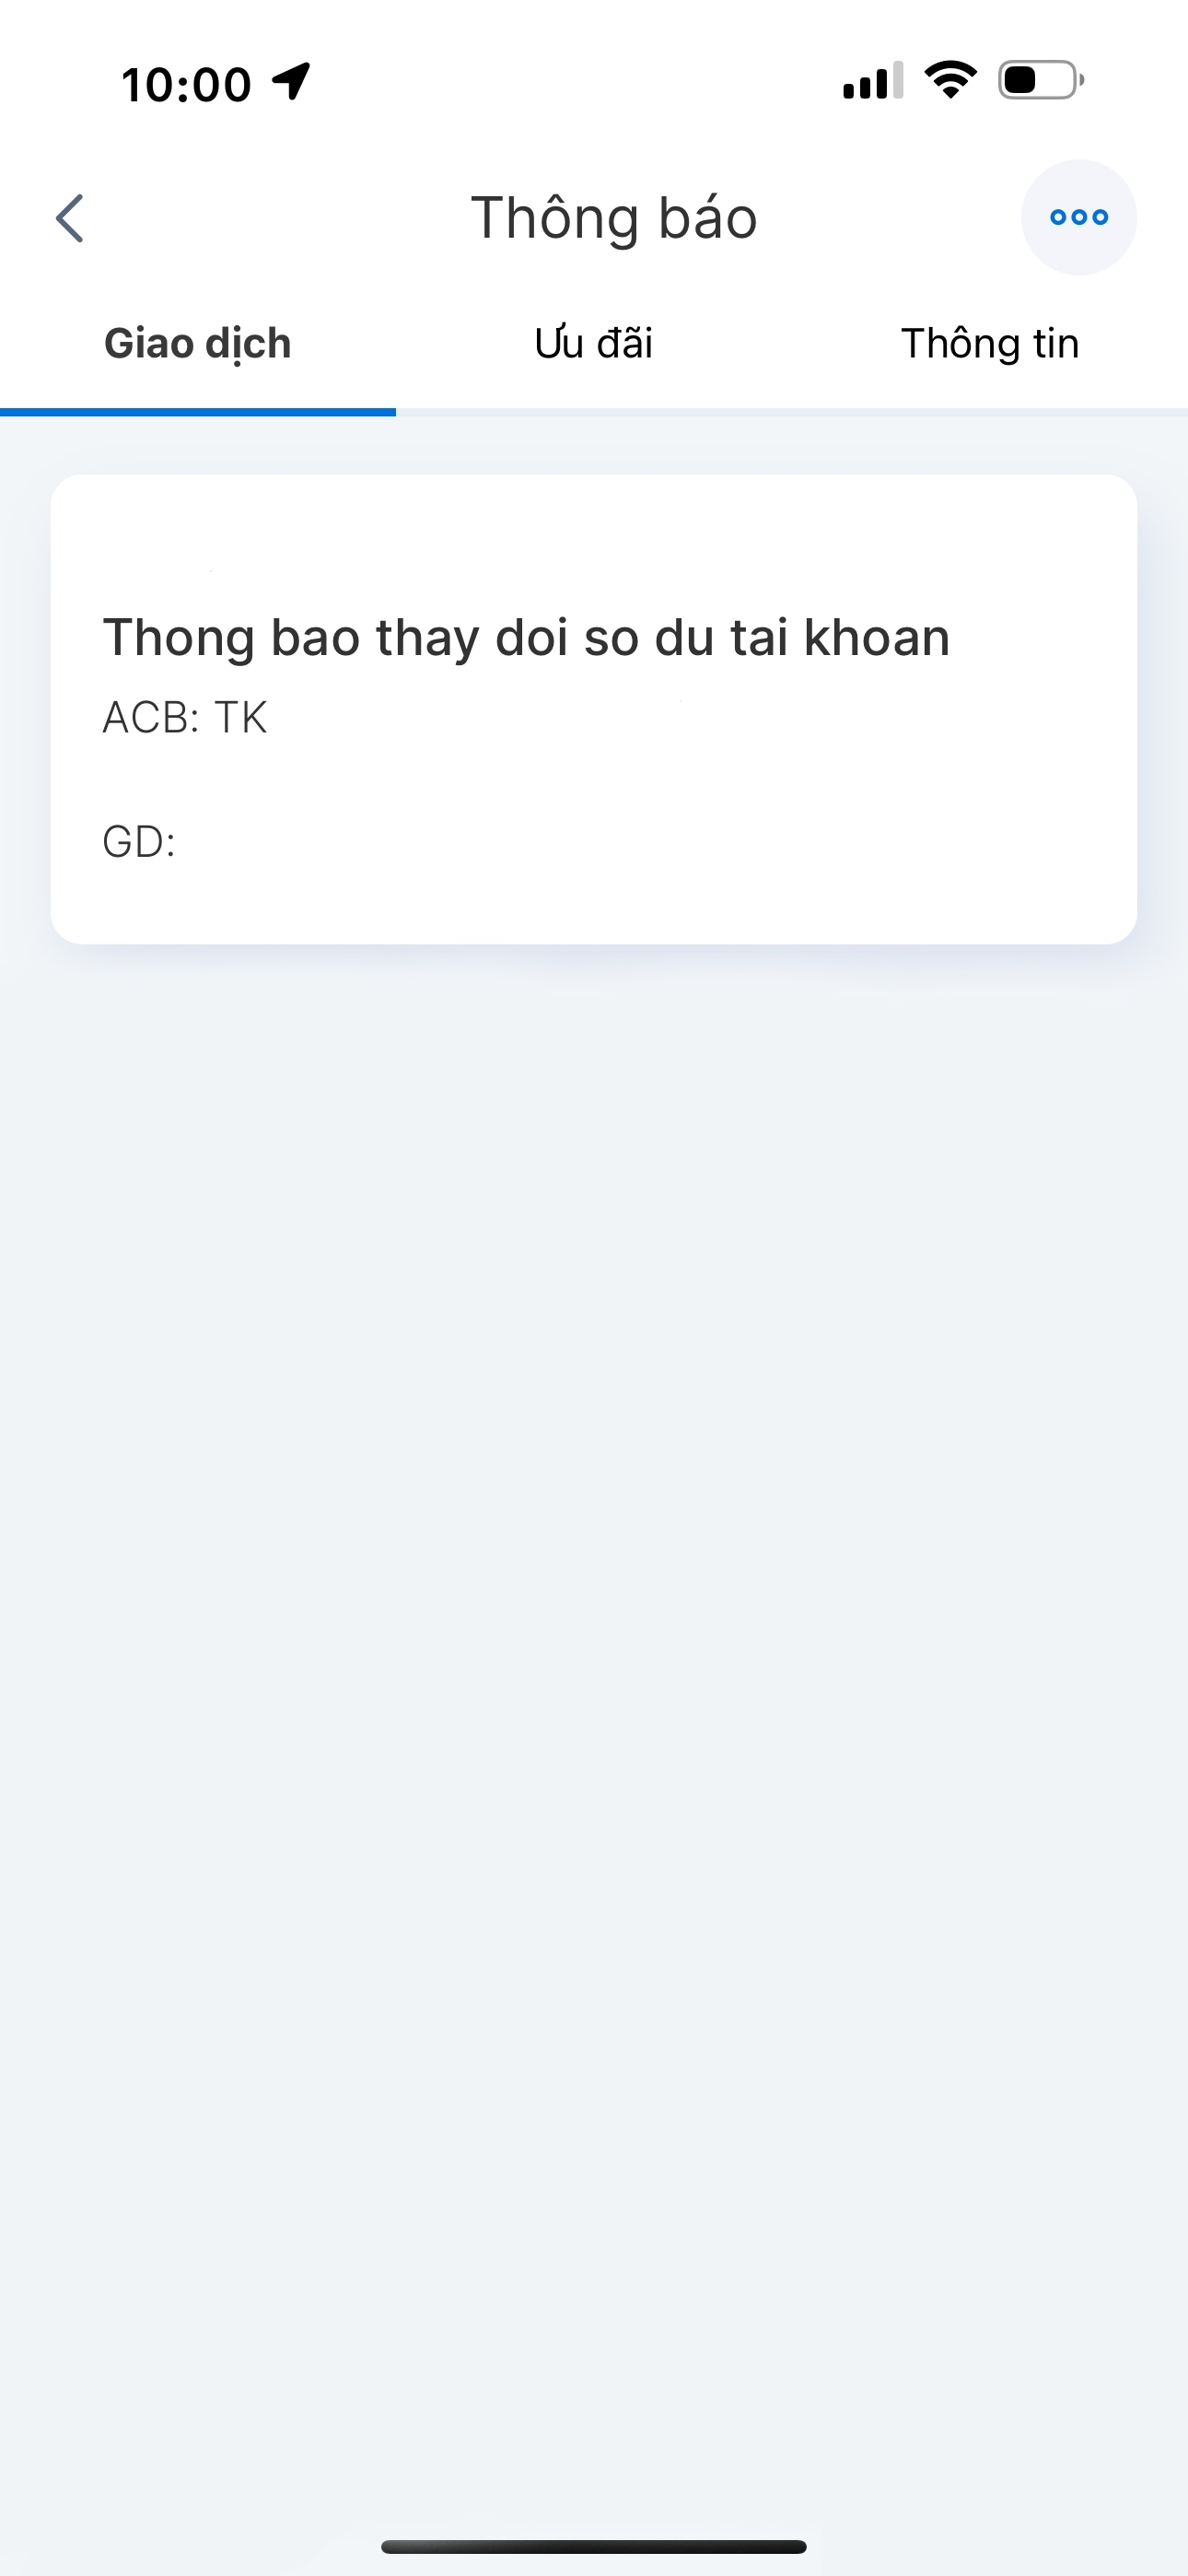 10:00
Thông báo
Giao dịch
Ưu đãi
Thông tin
Thong bao thay doi so du tai khoan
ACB: TK
GD: